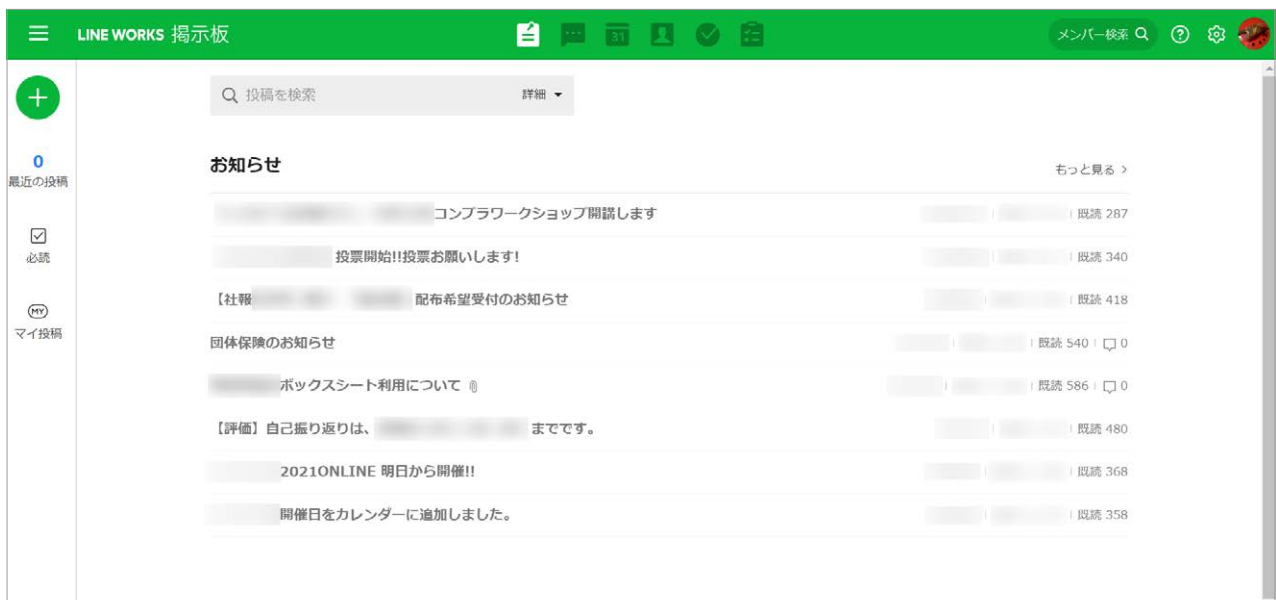 LINE WORKS 掲示板
31
メンバー検索
?
+
投稿を検索 詳細
0
最近の投稿
必読
MY
マイ投稿
お知らせ もっと見る >
コンプラワークショップ開講します 既読 287
投票開始!!投票お願いします! 既読 340
【社報 配布希望受付のお知らせ 既読 418
団体保険のお知らせ 既読 540 0
ボックスシート利用について 既読 586 0
【評価】自己振り返りは、 までです。 既読 480
2021ONLINE 明日から開催!! 既読 368
開催日をカレンダーに追加しました。 既読 358